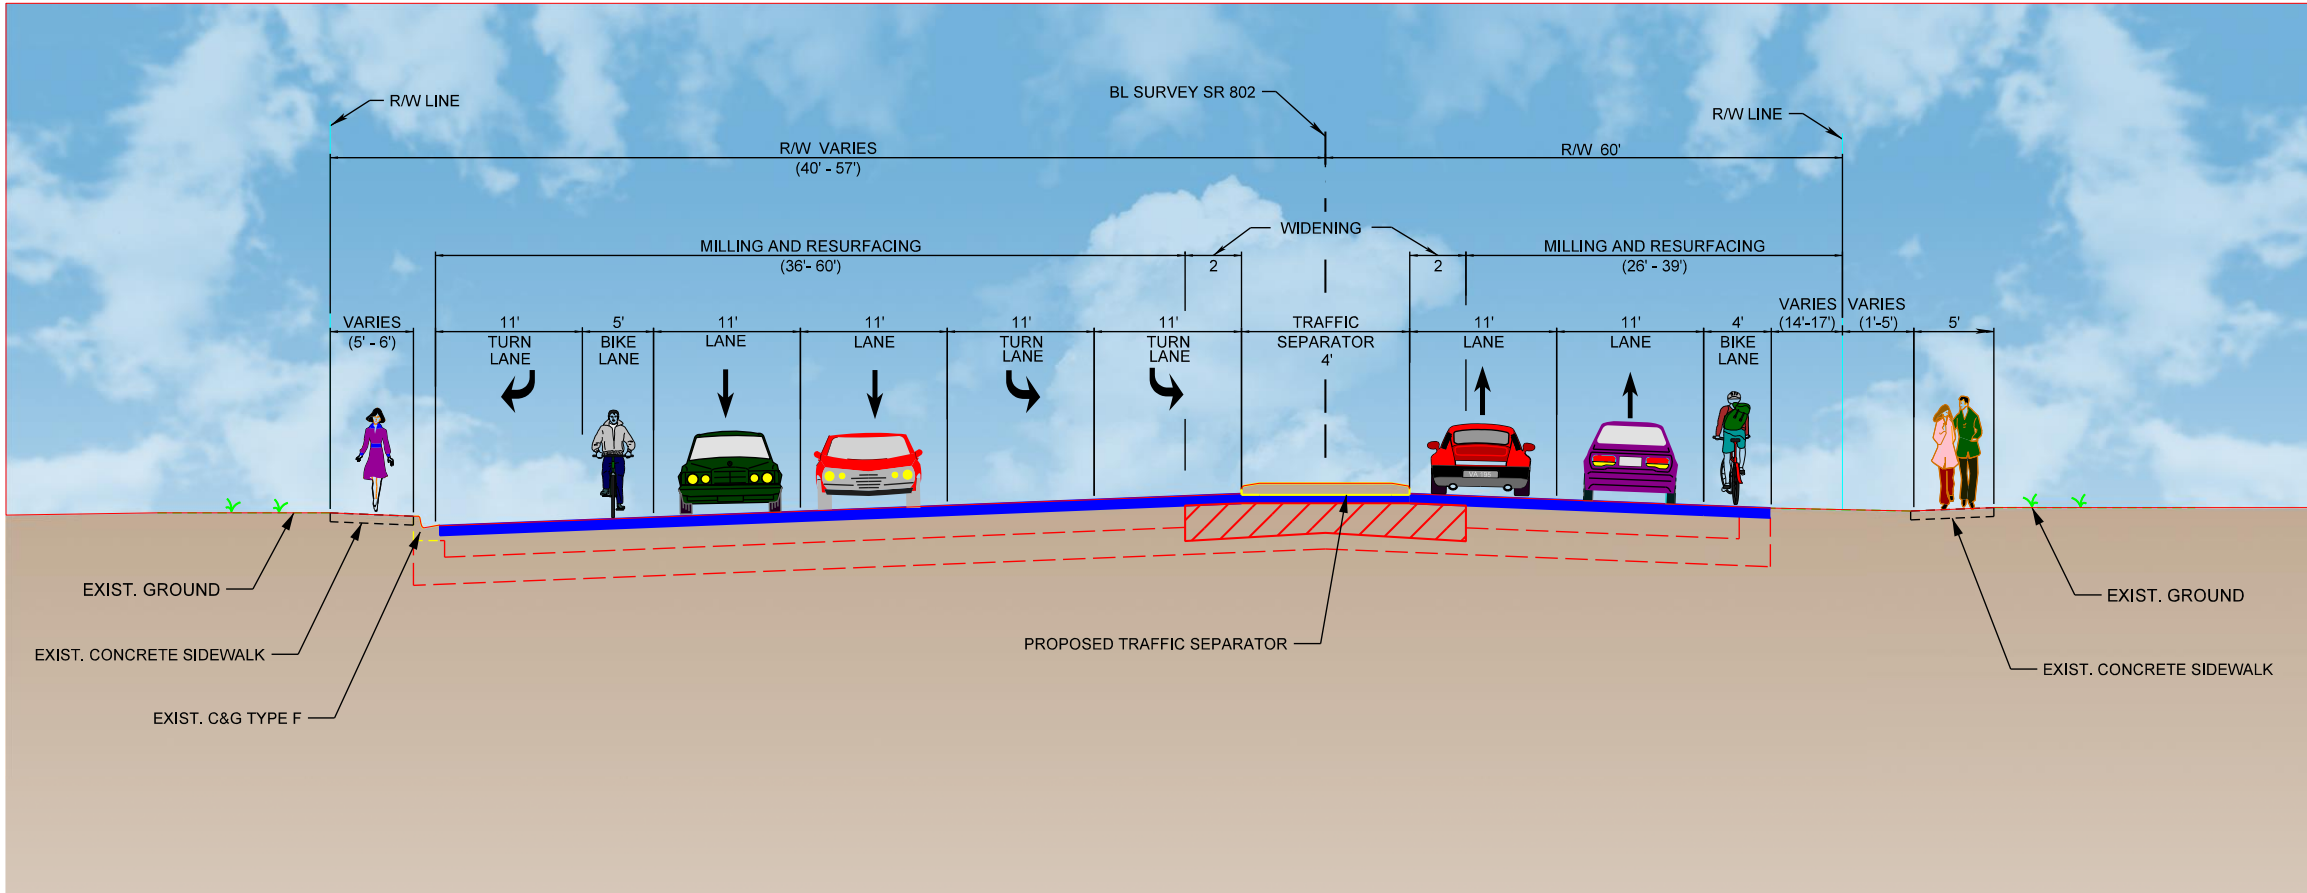 R/W LINE
BL SURVEY SR 802
R/W LINE
R/W VARIES
(40' - 57')
R/W 60'
WIDENING
MILLING AND RESURFACING
(36'- 60')
2
2
MILLING AND RESURFACING
(26' - 39')
VARIES
(5' - 6')
11'
TURN
LANE
5'
BIKE
LANE
11'
LANE
11'
LANE
11'
TURN
LANE
11'
TURN
LANE
TRAFFIC
SEPARATOR
4'
11'
LANE
11'
LANE
4'
BIKE
LANE
VARIES
(14'-17')
VARIES
(1'-5')
5'
EXIST. GROUND
EXIST. CONCRETE SIDEWALK
EXIST. C&G TYPE F
PROPOSED TRAFFIC SEPARATOR
EXIST. GROUND
EXIST. CONCRETE SIDEWALK